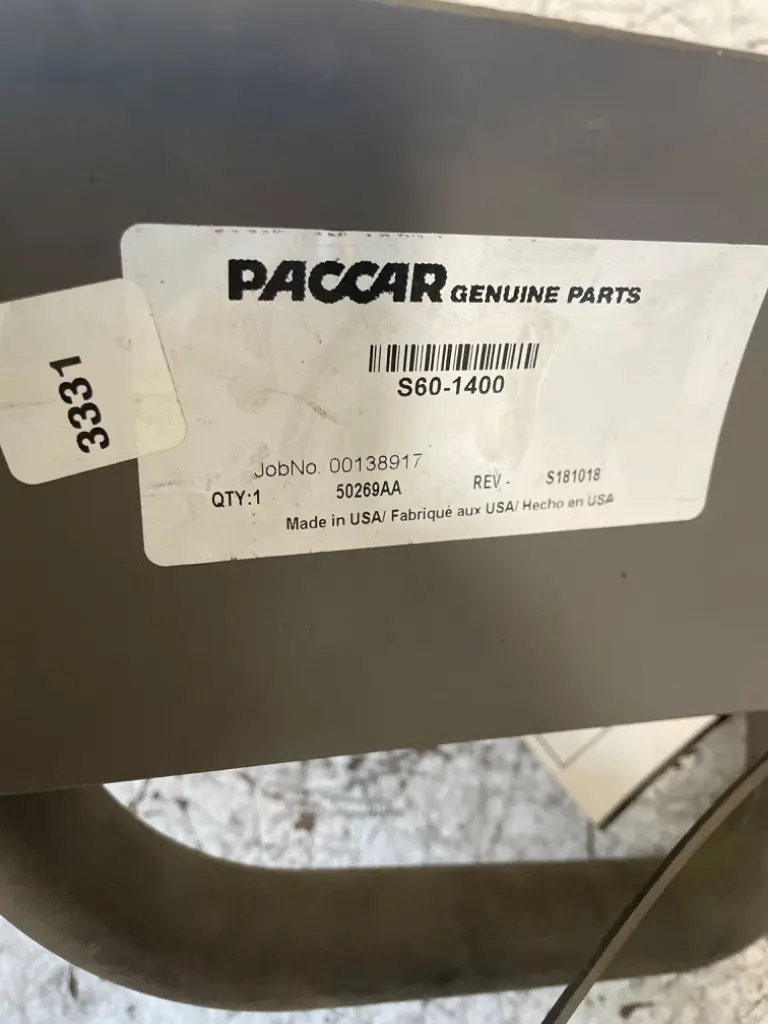 PACCAR GENUINE PARTS
S60-1400
3331
JobNo. 00138917
QTY:1 50269AA REV - S181018
Made in USA/ Fabriqué aux USA/ Hecho en USA